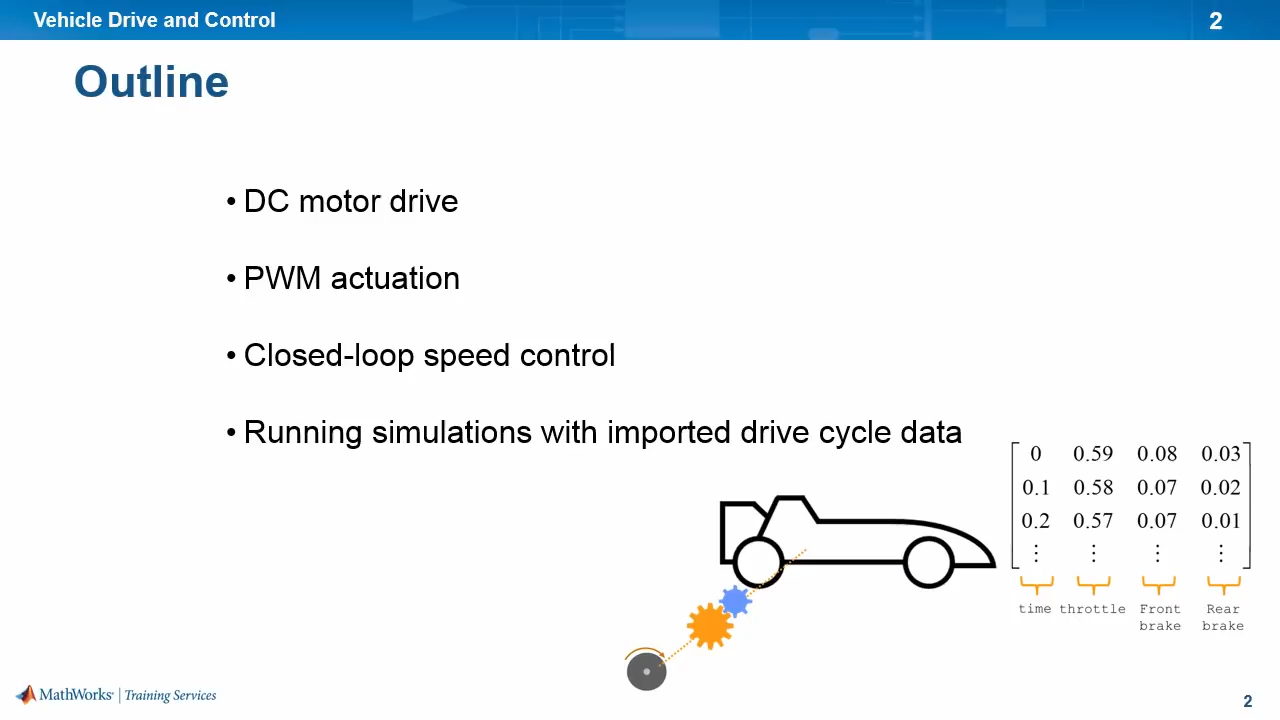 Vehicle Drive and Control 2
Outline
• DC motor drive
• PWM actuation
• Closed-loop speed control
• Running simulations with imported drive cycle data
0 0.59 0.08 0.03
0.1 0.58 0.07 0.02
0.2 0.57 0.07 0.01
⋮ ⋮ ⋮ ⋮
time throttle Front brake Rear brake
MathWorks® | Training Services
2